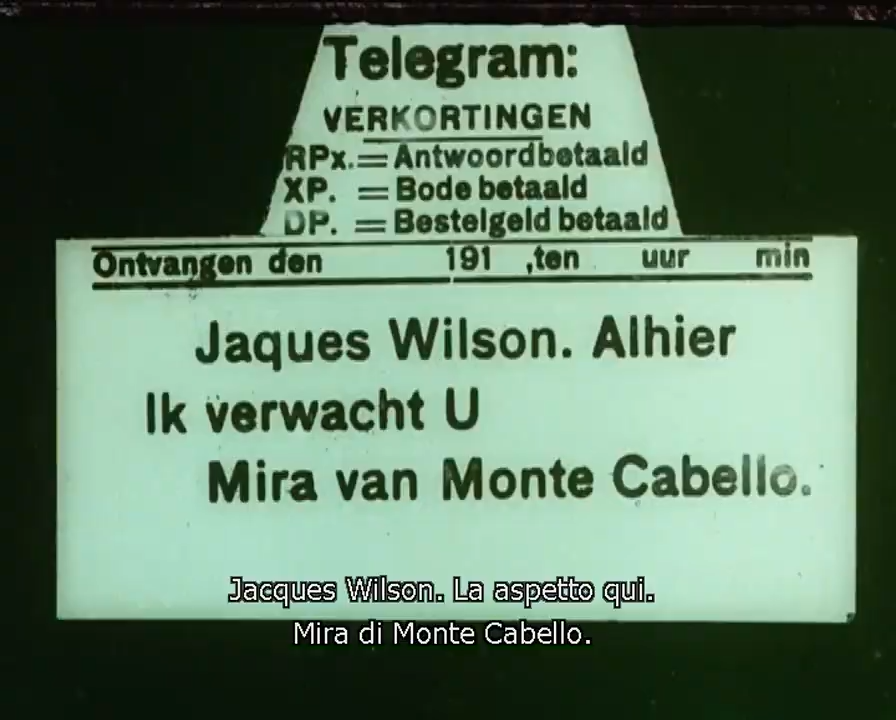 Telegram:
VERKORTINGEN
RPx.=Antwoordbetaald
XP. =Bode betaald
DP. =Bestelgeld betaald
Ontvangen den 191 ,ten uur min
Jaques Wilson. Alhier
Ik verwacht U
Mira van Monte Cabello.
Jacques Wilson. La aspetto qui.
Mira di Monte Cabello.